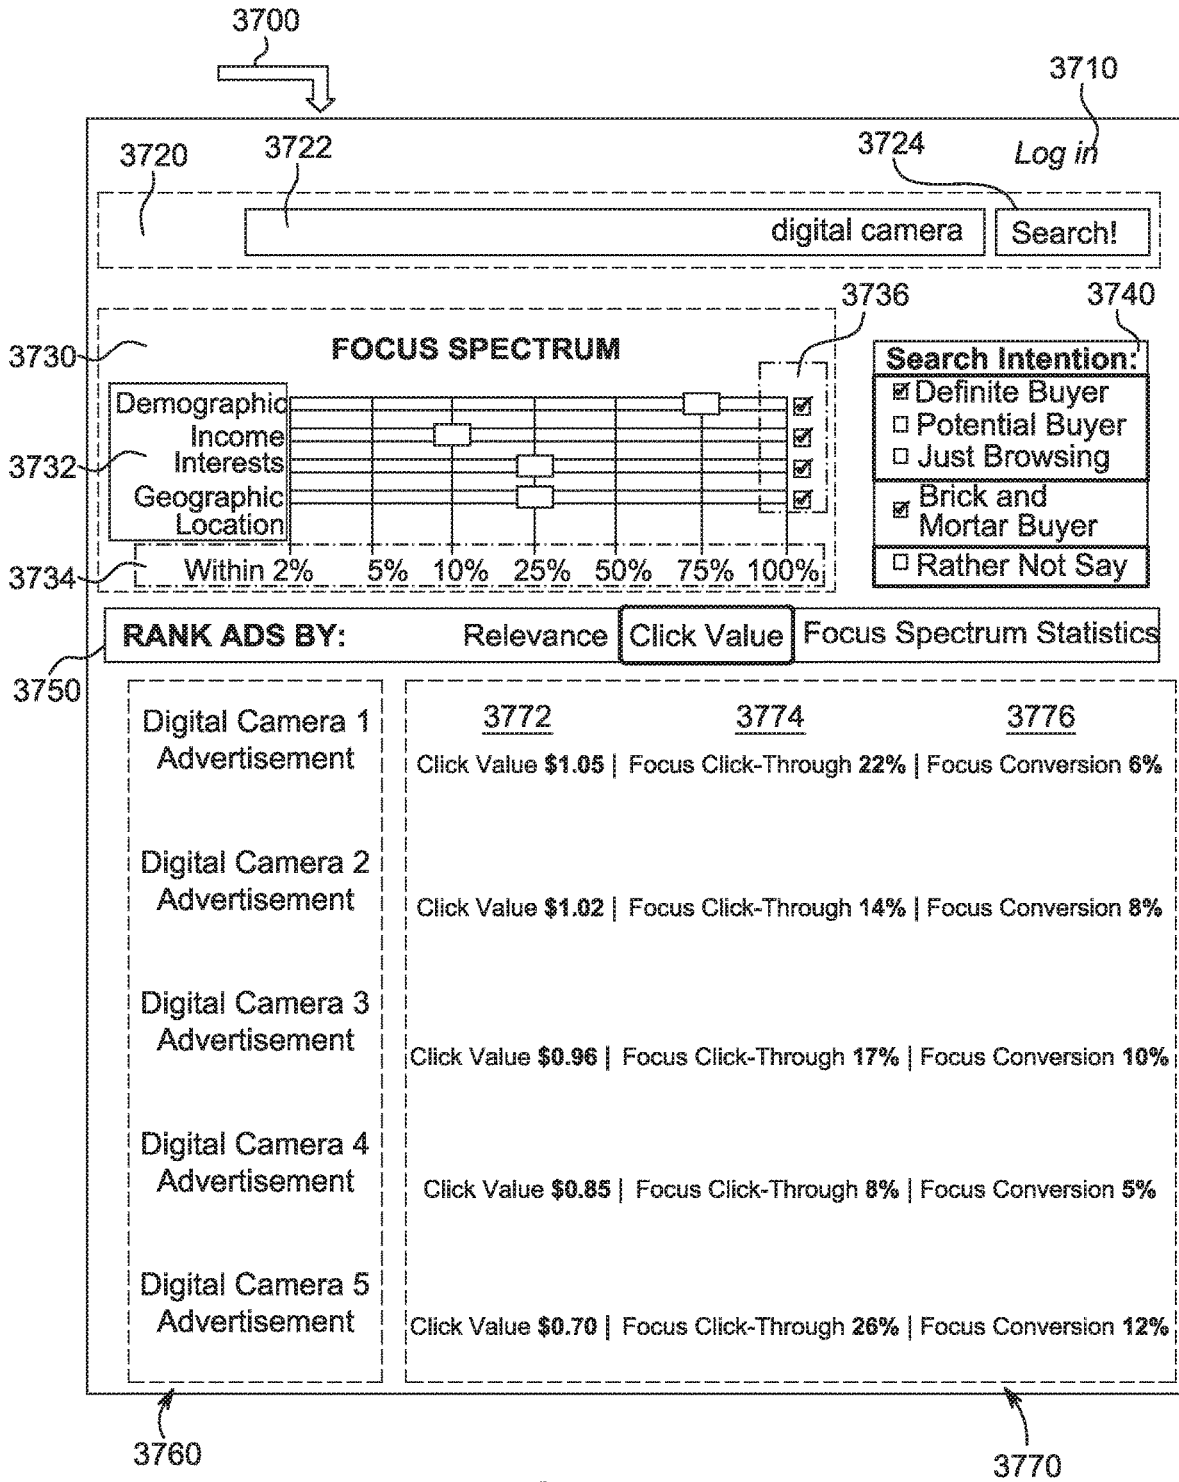 3700
3710
3720
3722
3724
Log in
digital camera
Search!
3736
3740
3730
FOCUS SPECTRUM
Search Intention:
Demographic
Income
3732
Interests
Geographic
Location
Definite Buyer
Potential Buyer
Just Browsing
Brick and
Mortar Buyer
Rather Not Say
3734
Within 2% 5% 10% 25% 50% 75% 100%
RANK ADS BY: Relevance Click Value Focus Spectrum Statistics
3750
3772 3774 3776
Digital Camera 1
Advertisement
Click Value $1.05 | Focus Click-Through 22% | Focus Conversion 6%
Digital Camera 2
Advertisement
Click Value $1.02 | Focus Click-Through 14% | Focus Conversion 8%
Digital Camera 3
Advertisement
Click Value $0.96 | Focus Click-Through 17% | Focus Conversion 10%
Digital Camera 4
Advertisement
Click Value $0.85 | Focus Click-Through 8% | Focus Conversion 5%
Digital Camera 5
Advertisement
Click Value $0.70 | Focus Click-Through 26% | Focus Conversion 12%
3760
3770